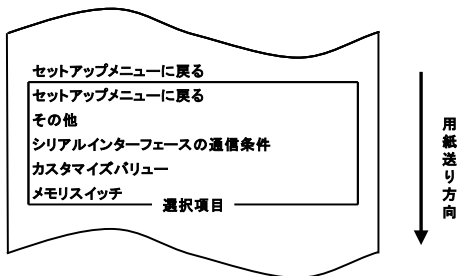 セットアップメニューに戻る
セットアップメニューに戻る
その他
シリアルインターフェースの通信条件
カスタマイズバリュー
メモリスイッチ
選択項目
用紙送り方向